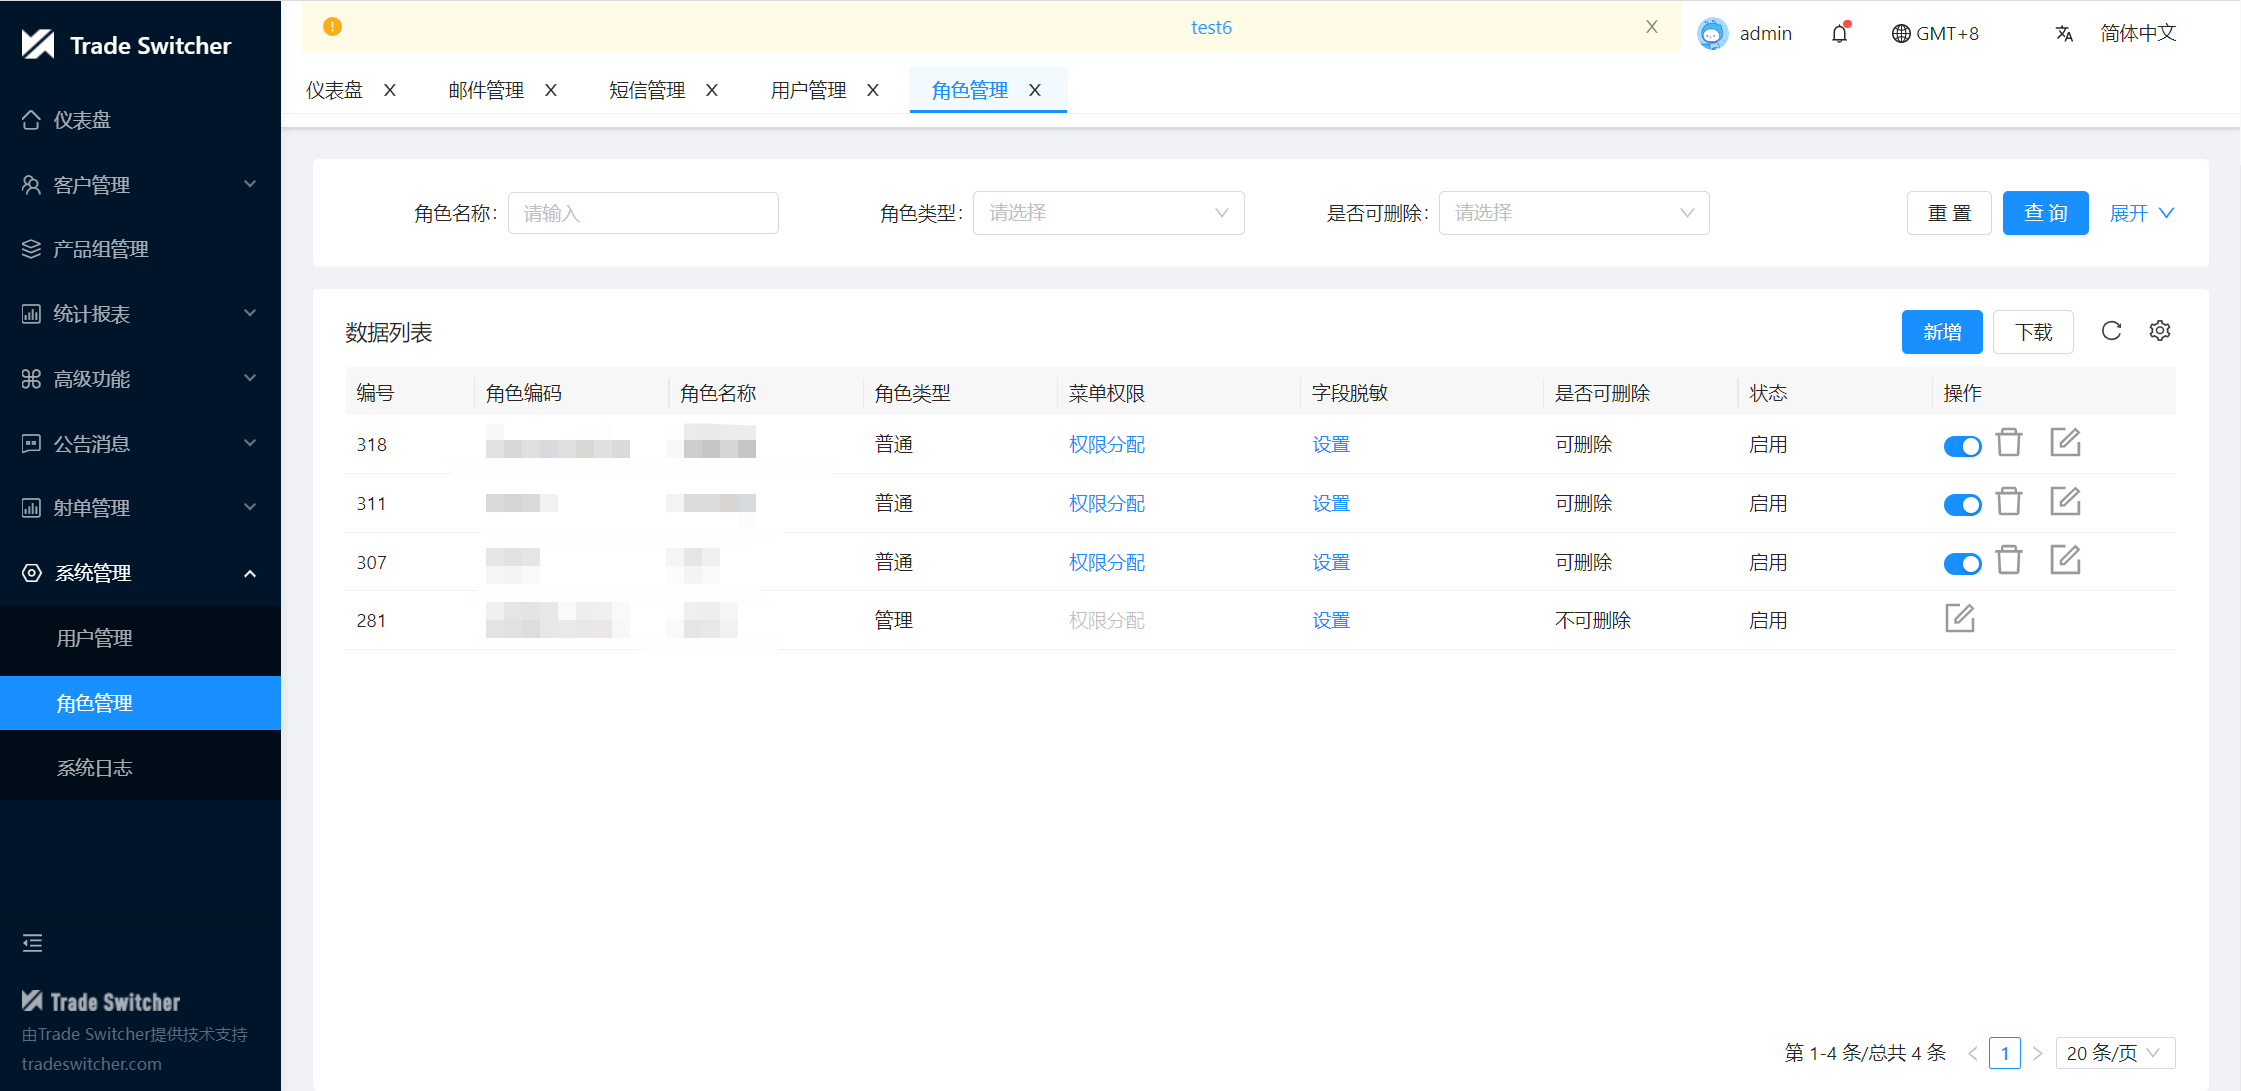 Trade Switcher
test6
admin
GMT+8
简体中文
仪表盘 X 邮件管理 X 短信管理 X 用户管理 X 角色管理 X
仪表盘
客户管理
产品组管理
统计报表
高级功能
公告消息
射单管理
系统管理
用户管理
角色管理
系统日志
Trade Switcher
由Trade Switcher提供技术支持
tradeswitcher.com
角色名称: 请输入 角色类型: 请选择 是否可删除: 请选择 重 置 查 询 展开
数据列表 新增 下载
编号 角色编码 角色名称 角色类型 菜单权限 字段脱敏 是否可删除 状态 操作
318 普通 权限分配 设置 可删除 启用
311 普通 权限分配 设置 可删除 启用
307 普通 权限分配 设置 可删除 启用
281 管理 权限分配 设置 不可删除 启用
第 1-4 条/总共 4 条 < 1 > 20 条/页